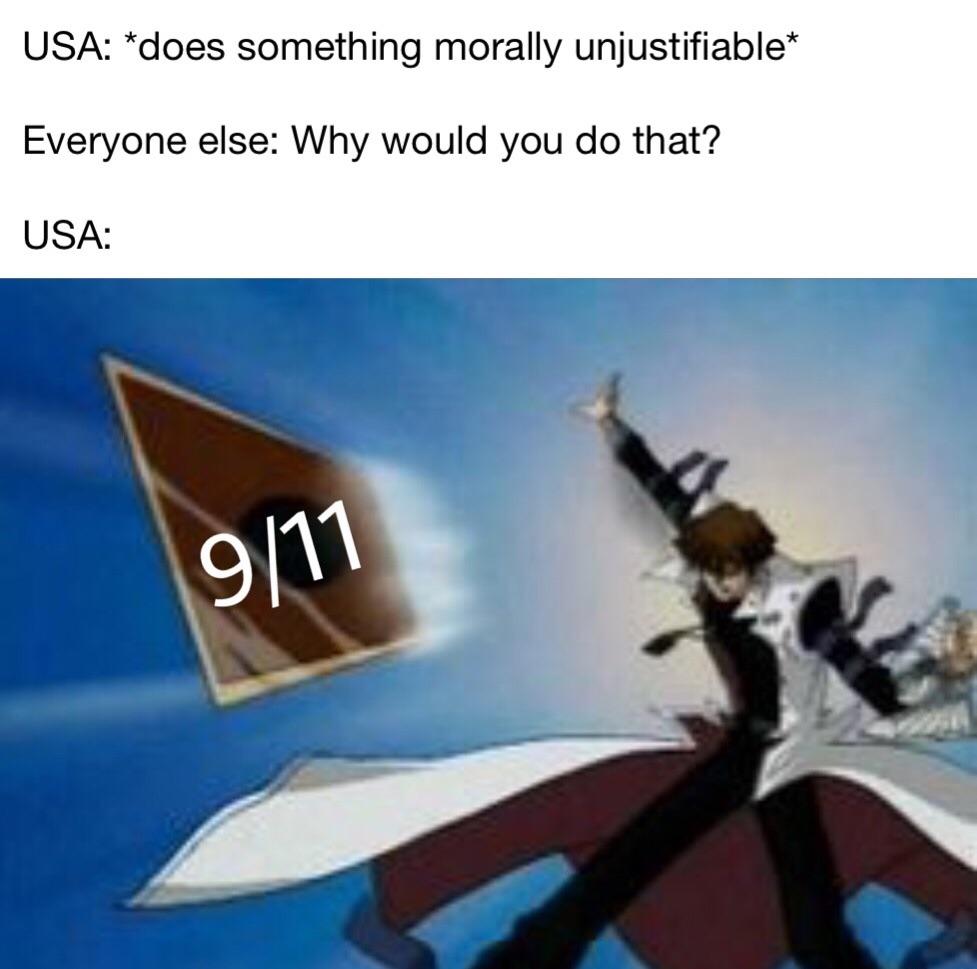 USA: *does something morally unjustifiable*
Everyone else: Why would you do that?
USA:
9/11